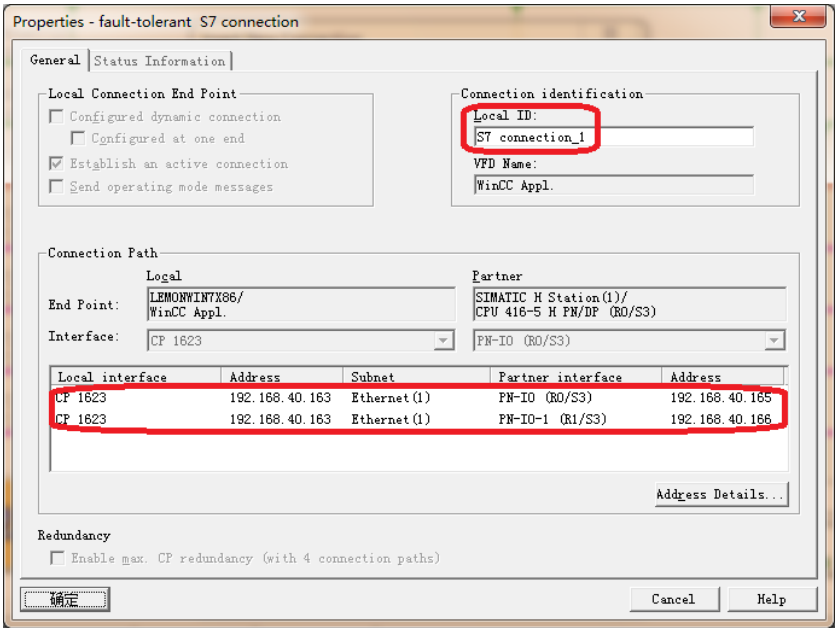 Properties - fault-tolerant S7 connection
General
Status Information
Local Connection End Point
Configured dynamic connection
Configured at one end
Establish an active connection
Send operating mode messages
Connection identification
Local ID:
S7 connection_1
VFD Name:
WinCC Appl.
Connection Path
Local
Partner
End Point:
LEMONWIN7X86/
WinCC Appl.
SIMATIC H Station(1)/
CPU 416-5 H PN/DP (R0/S3)
Interface:
CP 1623
PN-IO (R0/S3)
Local interface Address Subnet Partner interface Address
CP 1623 192.168.40.163 Ethernet(1) PN-IO (R0/S3) 192.168.40.165
CP 1623 192.168.40.163 Ethernet(1) PN-IO-1 (R1/S3) 192.168.40.166
Address Details...
Redundancy
Enable max. CP redundancy (with 4 connection paths)
确定
Cancel
Help